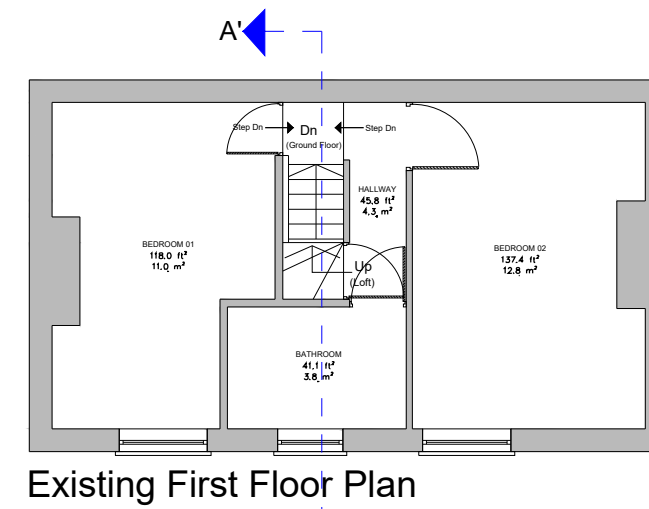 A'
Step Dn
Dn
Step Dn
(Ground Floor)
HALLWAY
45.8 ft²
4.3 m²
BEDROOM 01
118.0 ft²
11.0 m²
BEDROOM 02
137.4 ft²
12.8 m²
Up
(Loft)
BATHROOM
41.1 ft²
3.8 m²
Existing First Floor Plan